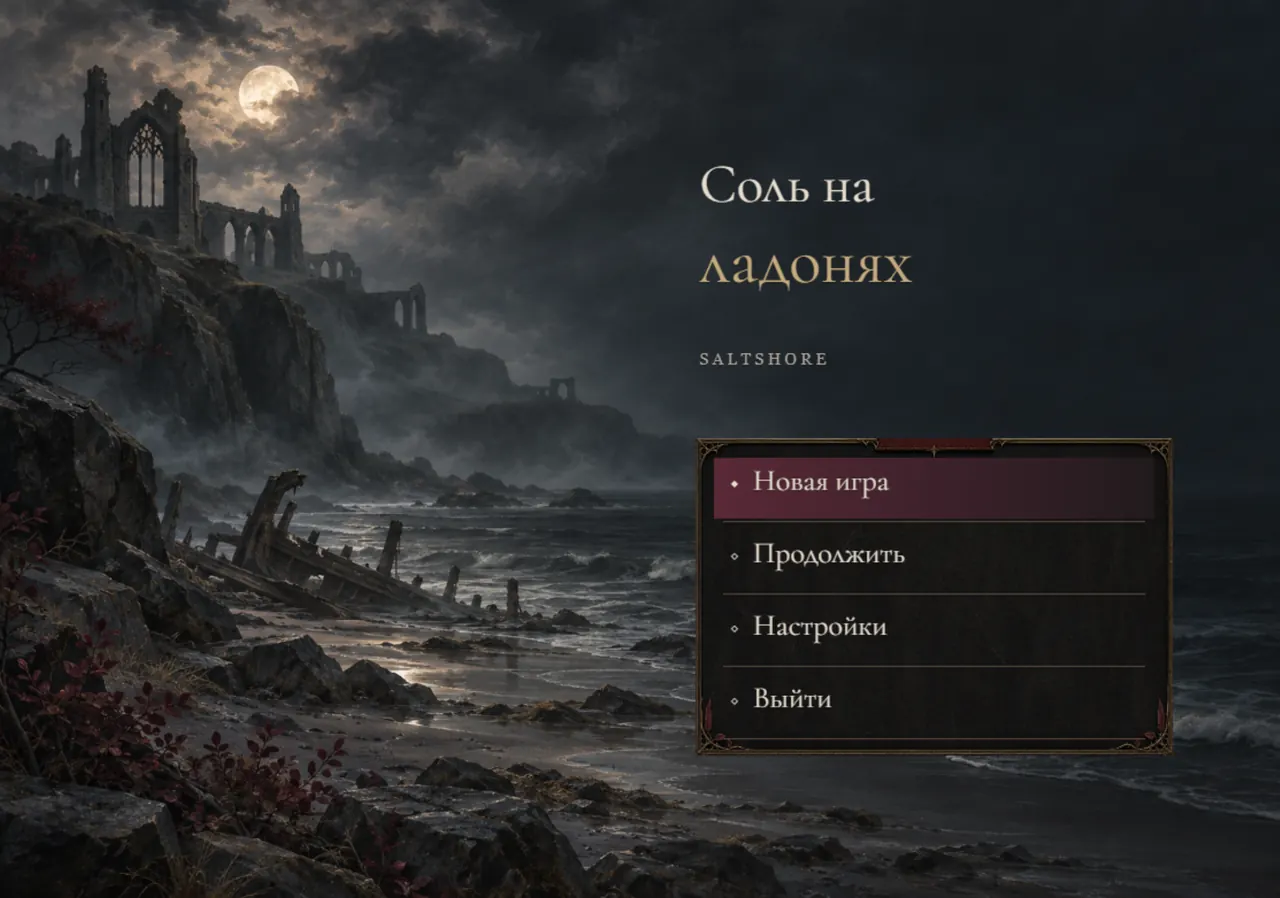 Соль на
ладонях
SALTSHORE
Новая игра
Продолжить
Настройки
Выйти